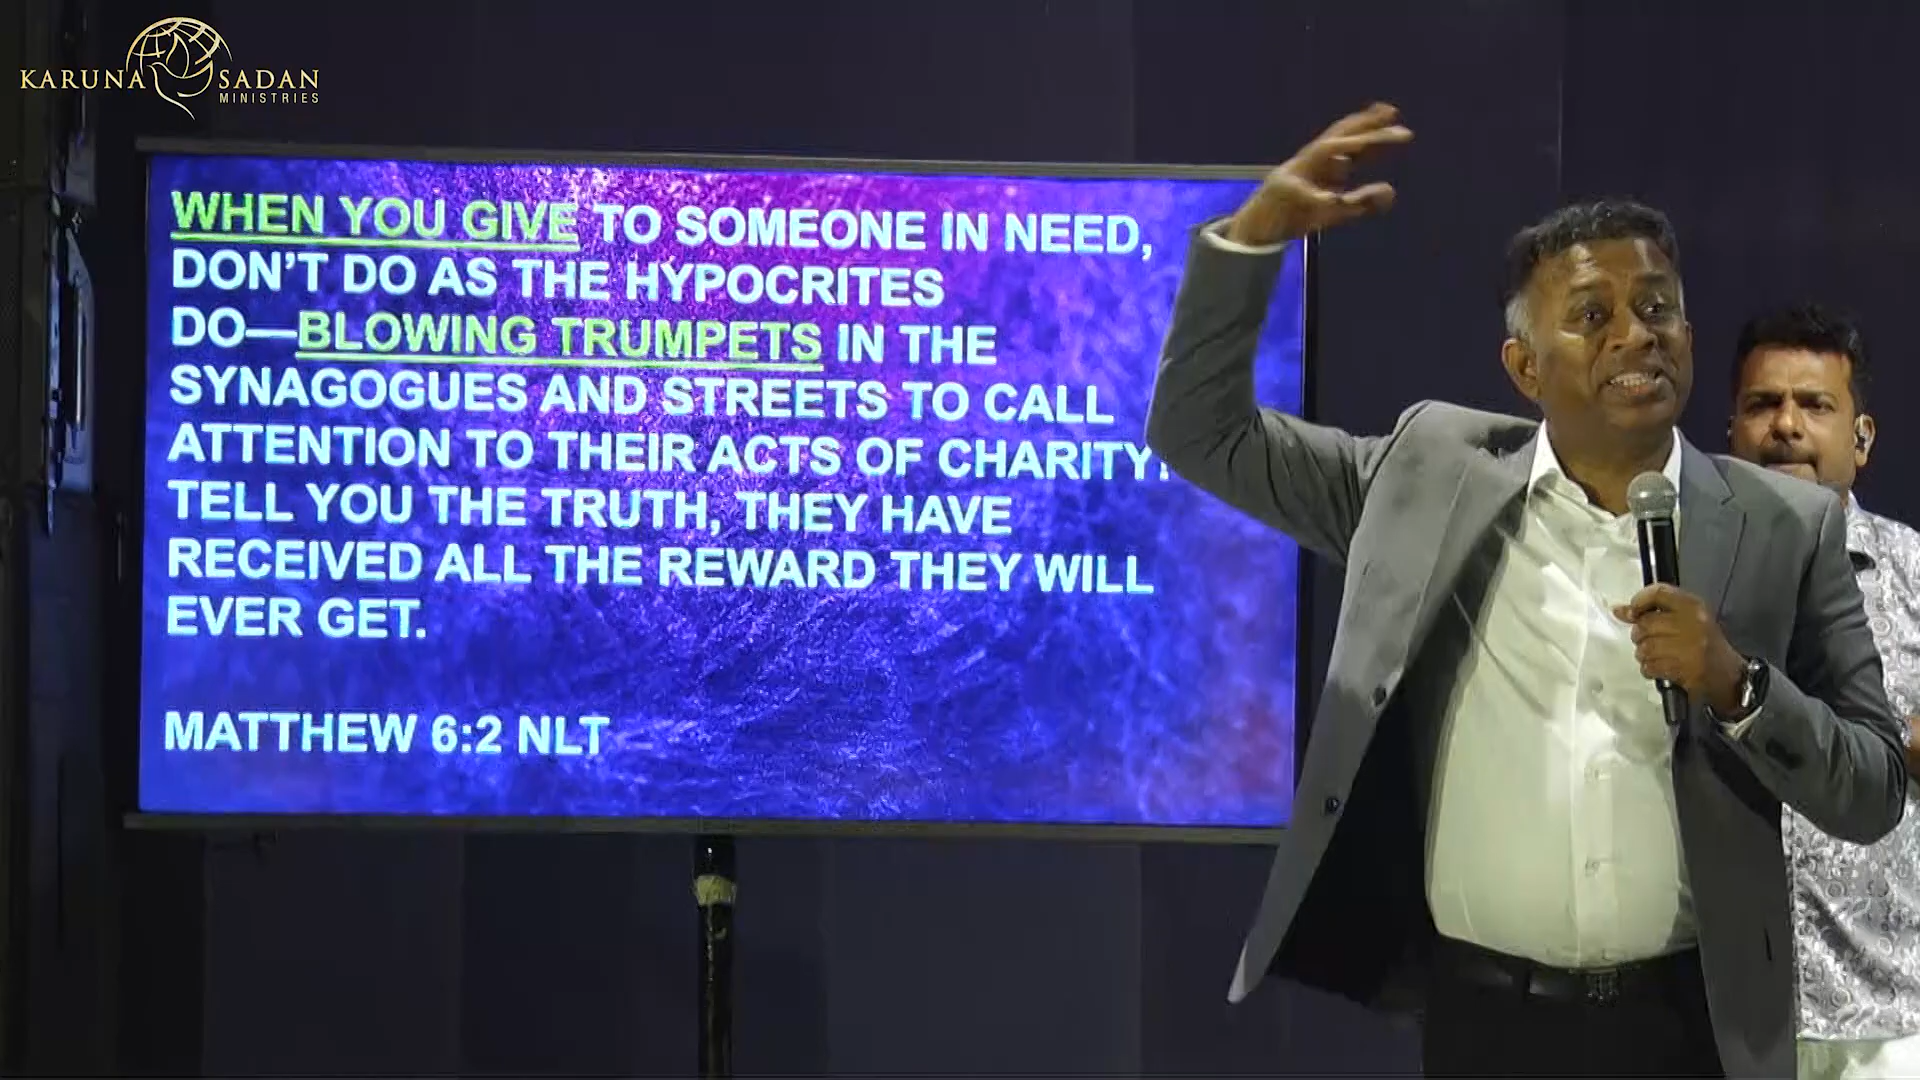 KARUNA SADAN
MINISTRIES
WHEN YOU GIVE TO SOMEONE IN NEED,
DON’T DO AS THE HYPOCRITES
DO—BLOWING TRUMPETS IN THE
SYNAGOGUES AND STREETS TO CALL
ATTENTION TO THEIR ACTS OF CHARITY!
TELL YOU THE TRUTH, THEY HAVE
RECEIVED ALL THE REWARD THEY WILL
EVER GET.
MATTHEW 6:2 NLT